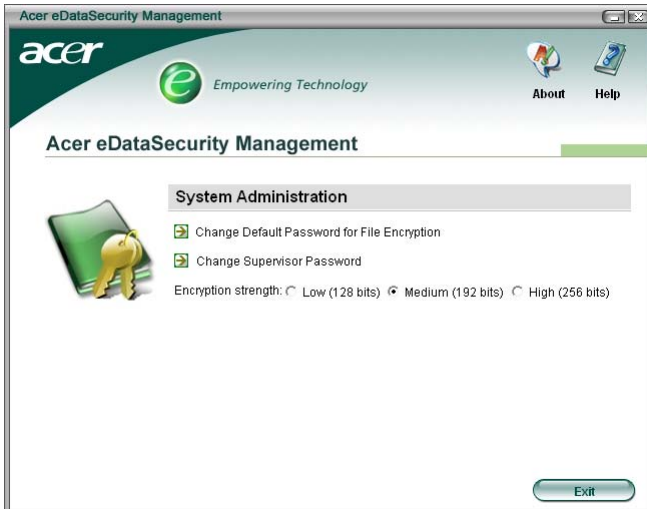 Acer eDataSecurity Management
acer
e Empowering Technology
About Help
Acer eDataSecurity Management
System Administration
Change Default Password for File Encryption
Change Supervisor Password
Encryption strength: Low (128 bits) Medium (192 bits) High (256 bits)
Exit